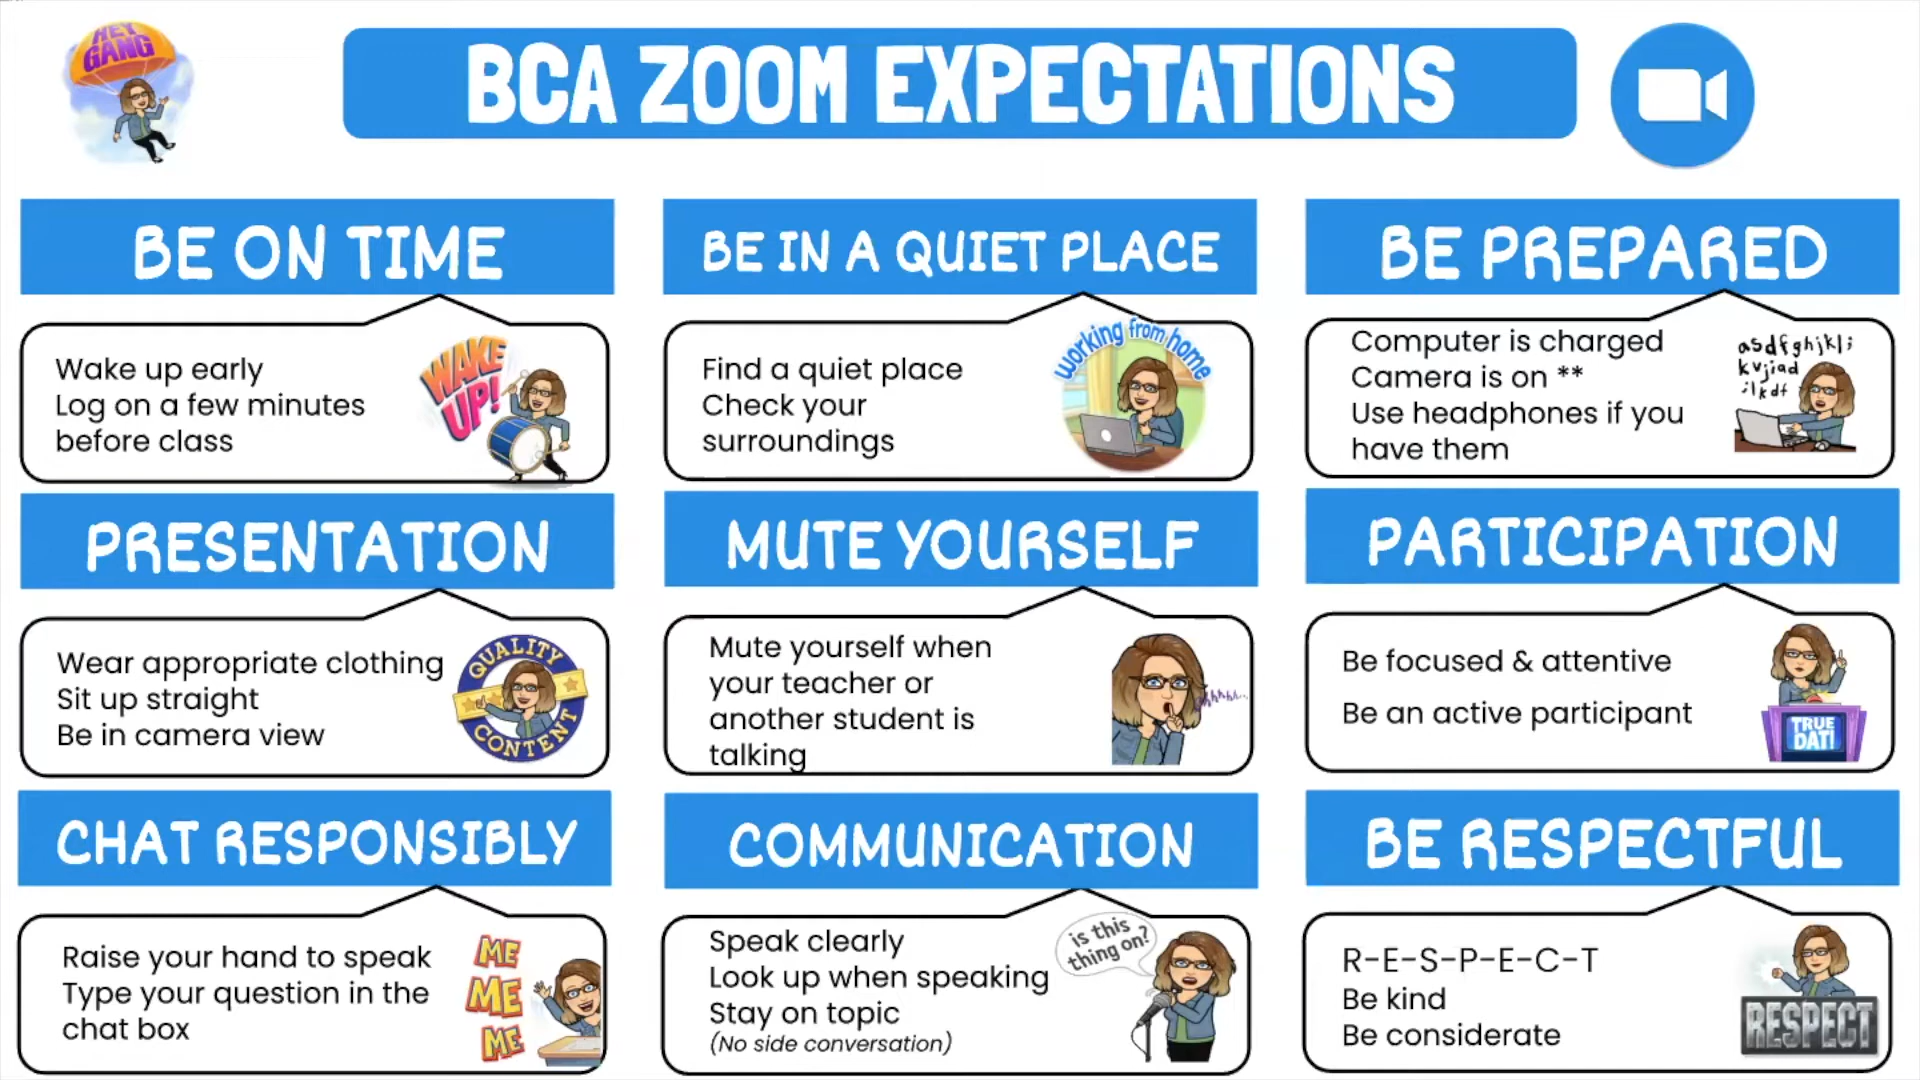 HEY GANG
BCA ZOOM EXPECTATIONS
BE ON TIME
Wake up early
Log on a few minutes
before class
WAKE
UP!
BE IN A QUIET PLACE
Find a quiet place
Check your
surroundings
working from home
BE PREPARED
Computer is charged
Camera is on **
Use headphones if you
have them
asdfghjkl;
kvjiad
;lkdf
PRESENTATION
Wear appropriate clothing
Sit up straight
Be in camera view
QUALITY
CONTENT
MUTE YOURSELF
Mute yourself when
your teacher or
another student is
talking
PARTICIPATION
Be focused & attentive
Be an active participant
TRUE
DAT!
CHAT RESPONSIBLY
Raise your hand to speak
Type your question in the
chat box
ME
ME
ME
COMMUNICATION
Speak clearly
Look up when speaking
Stay on topic
(No side conversation)
is this
thing on?
BE RESPECTFUL
R-E-S-P-E-C-T
Be kind
Be considerate
RESPECT